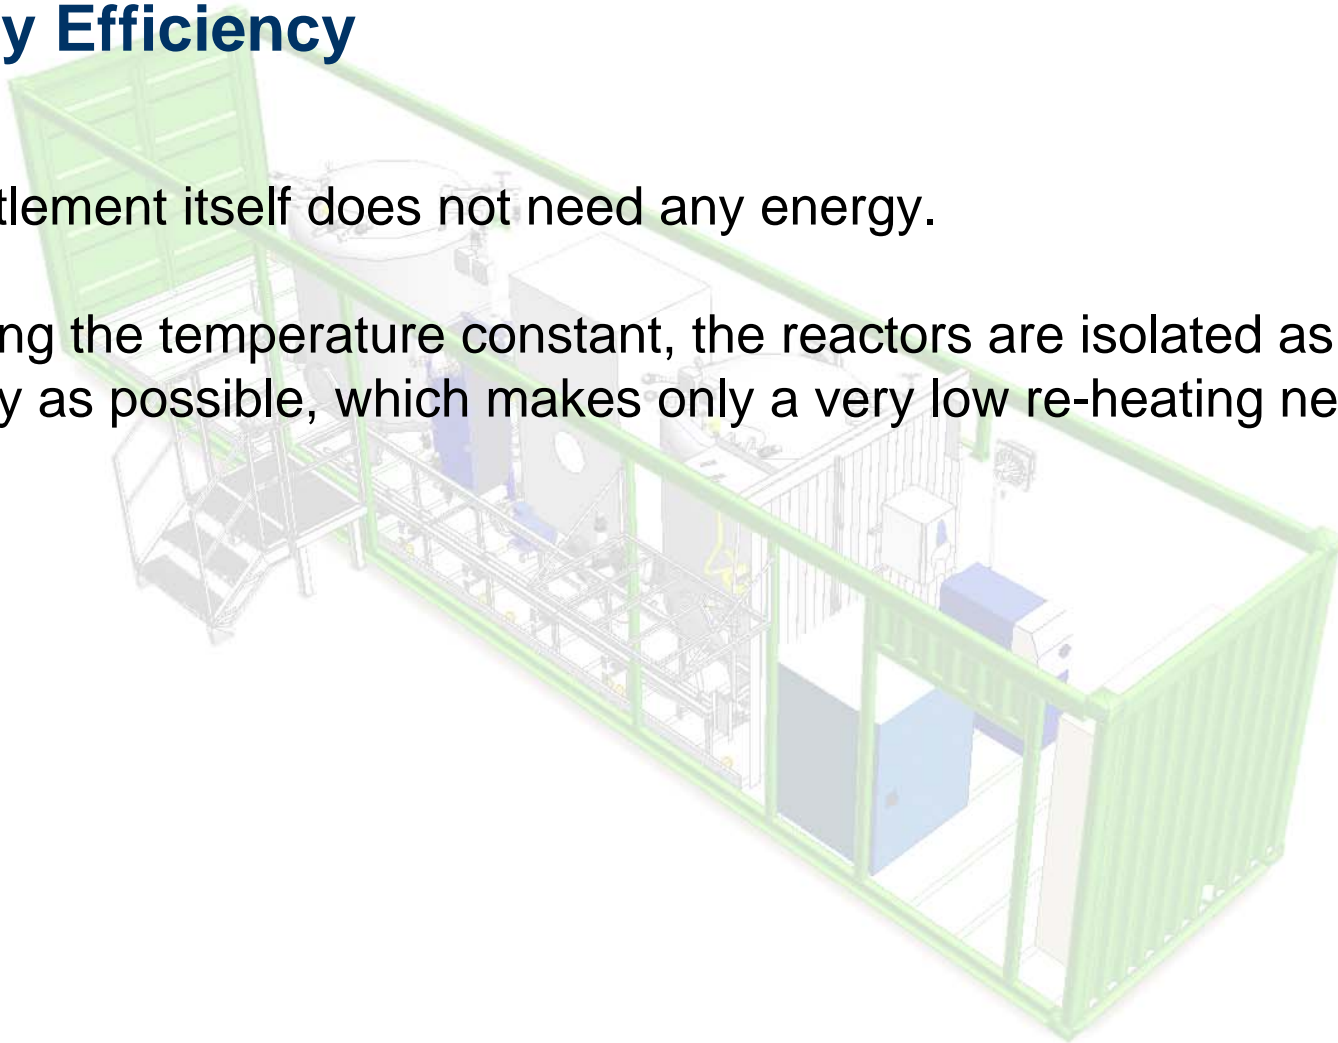 y Efficiency
tlement itself does not need any energy.
ng the temperature constant, the reactors are isolated as
y as possible, which makes only a very low re-heating ne